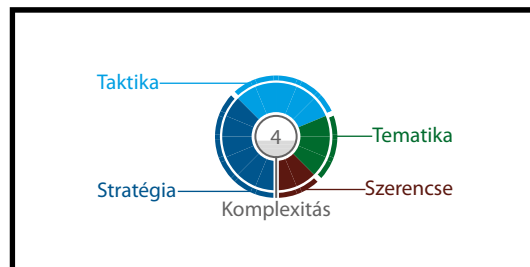 Taktika
4
Tematika
Stratégia
Szerencse
Komplexitás